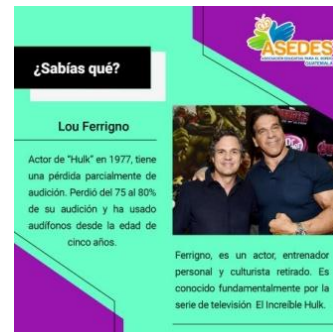 ASEDES
GUATEMALA
¿Sabías qué?
Lou Ferrigno
Actor de "Hulk" en 1977, tiene
una pérdida parcialmente de
audición. Perdió del 75 al 80%
de su audición y ha usado
audífonos desde la edad de
cinco años.
Ferrigno, es un actor, entrenador
personal y culturista retirado. Es
conocido fundamentalmente por la
serie de televisión El Increíble Hulk.